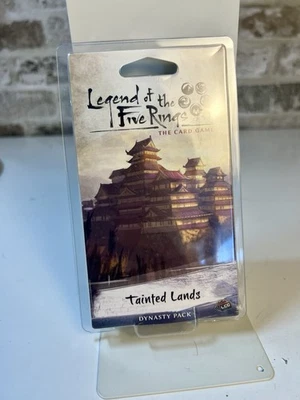 Legend of the
Five Rings
THE CARD GAME
Tainted Lands
DYNASTY PACK